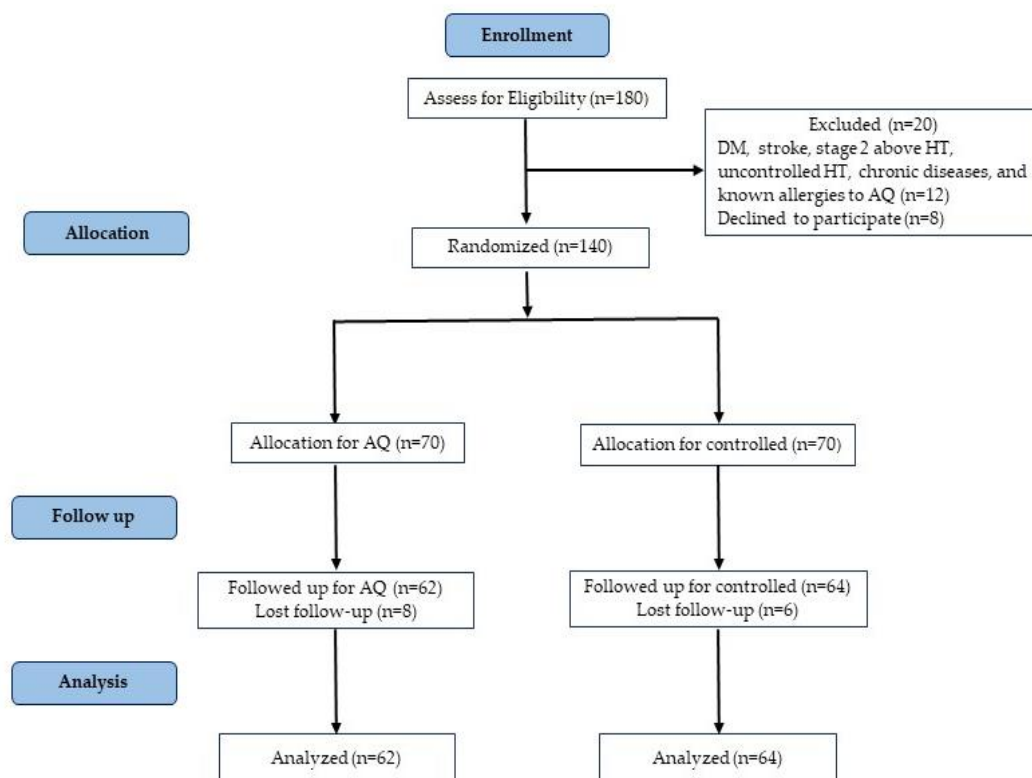 Enrollment
Assess for Eligibility (n=180)
Excluded (n=20)
DM, stroke, stage 2 above HT,
uncontrolled HT, chronic diseases, and
known allergies to AQ (n=12)
Declined to participate (n=8)
Allocation
Randomized (n=140)
Allocation for AQ (n=70)
Allocation for controlled (n=70)
Follow up
Followed up for AQ (n=62)
Lost follow-up (n=8)
Followed up for controlled (n=64)
Lost follow-up (n=6)
Analysis
Analyzed (n=62)
Analyzed (n=64)